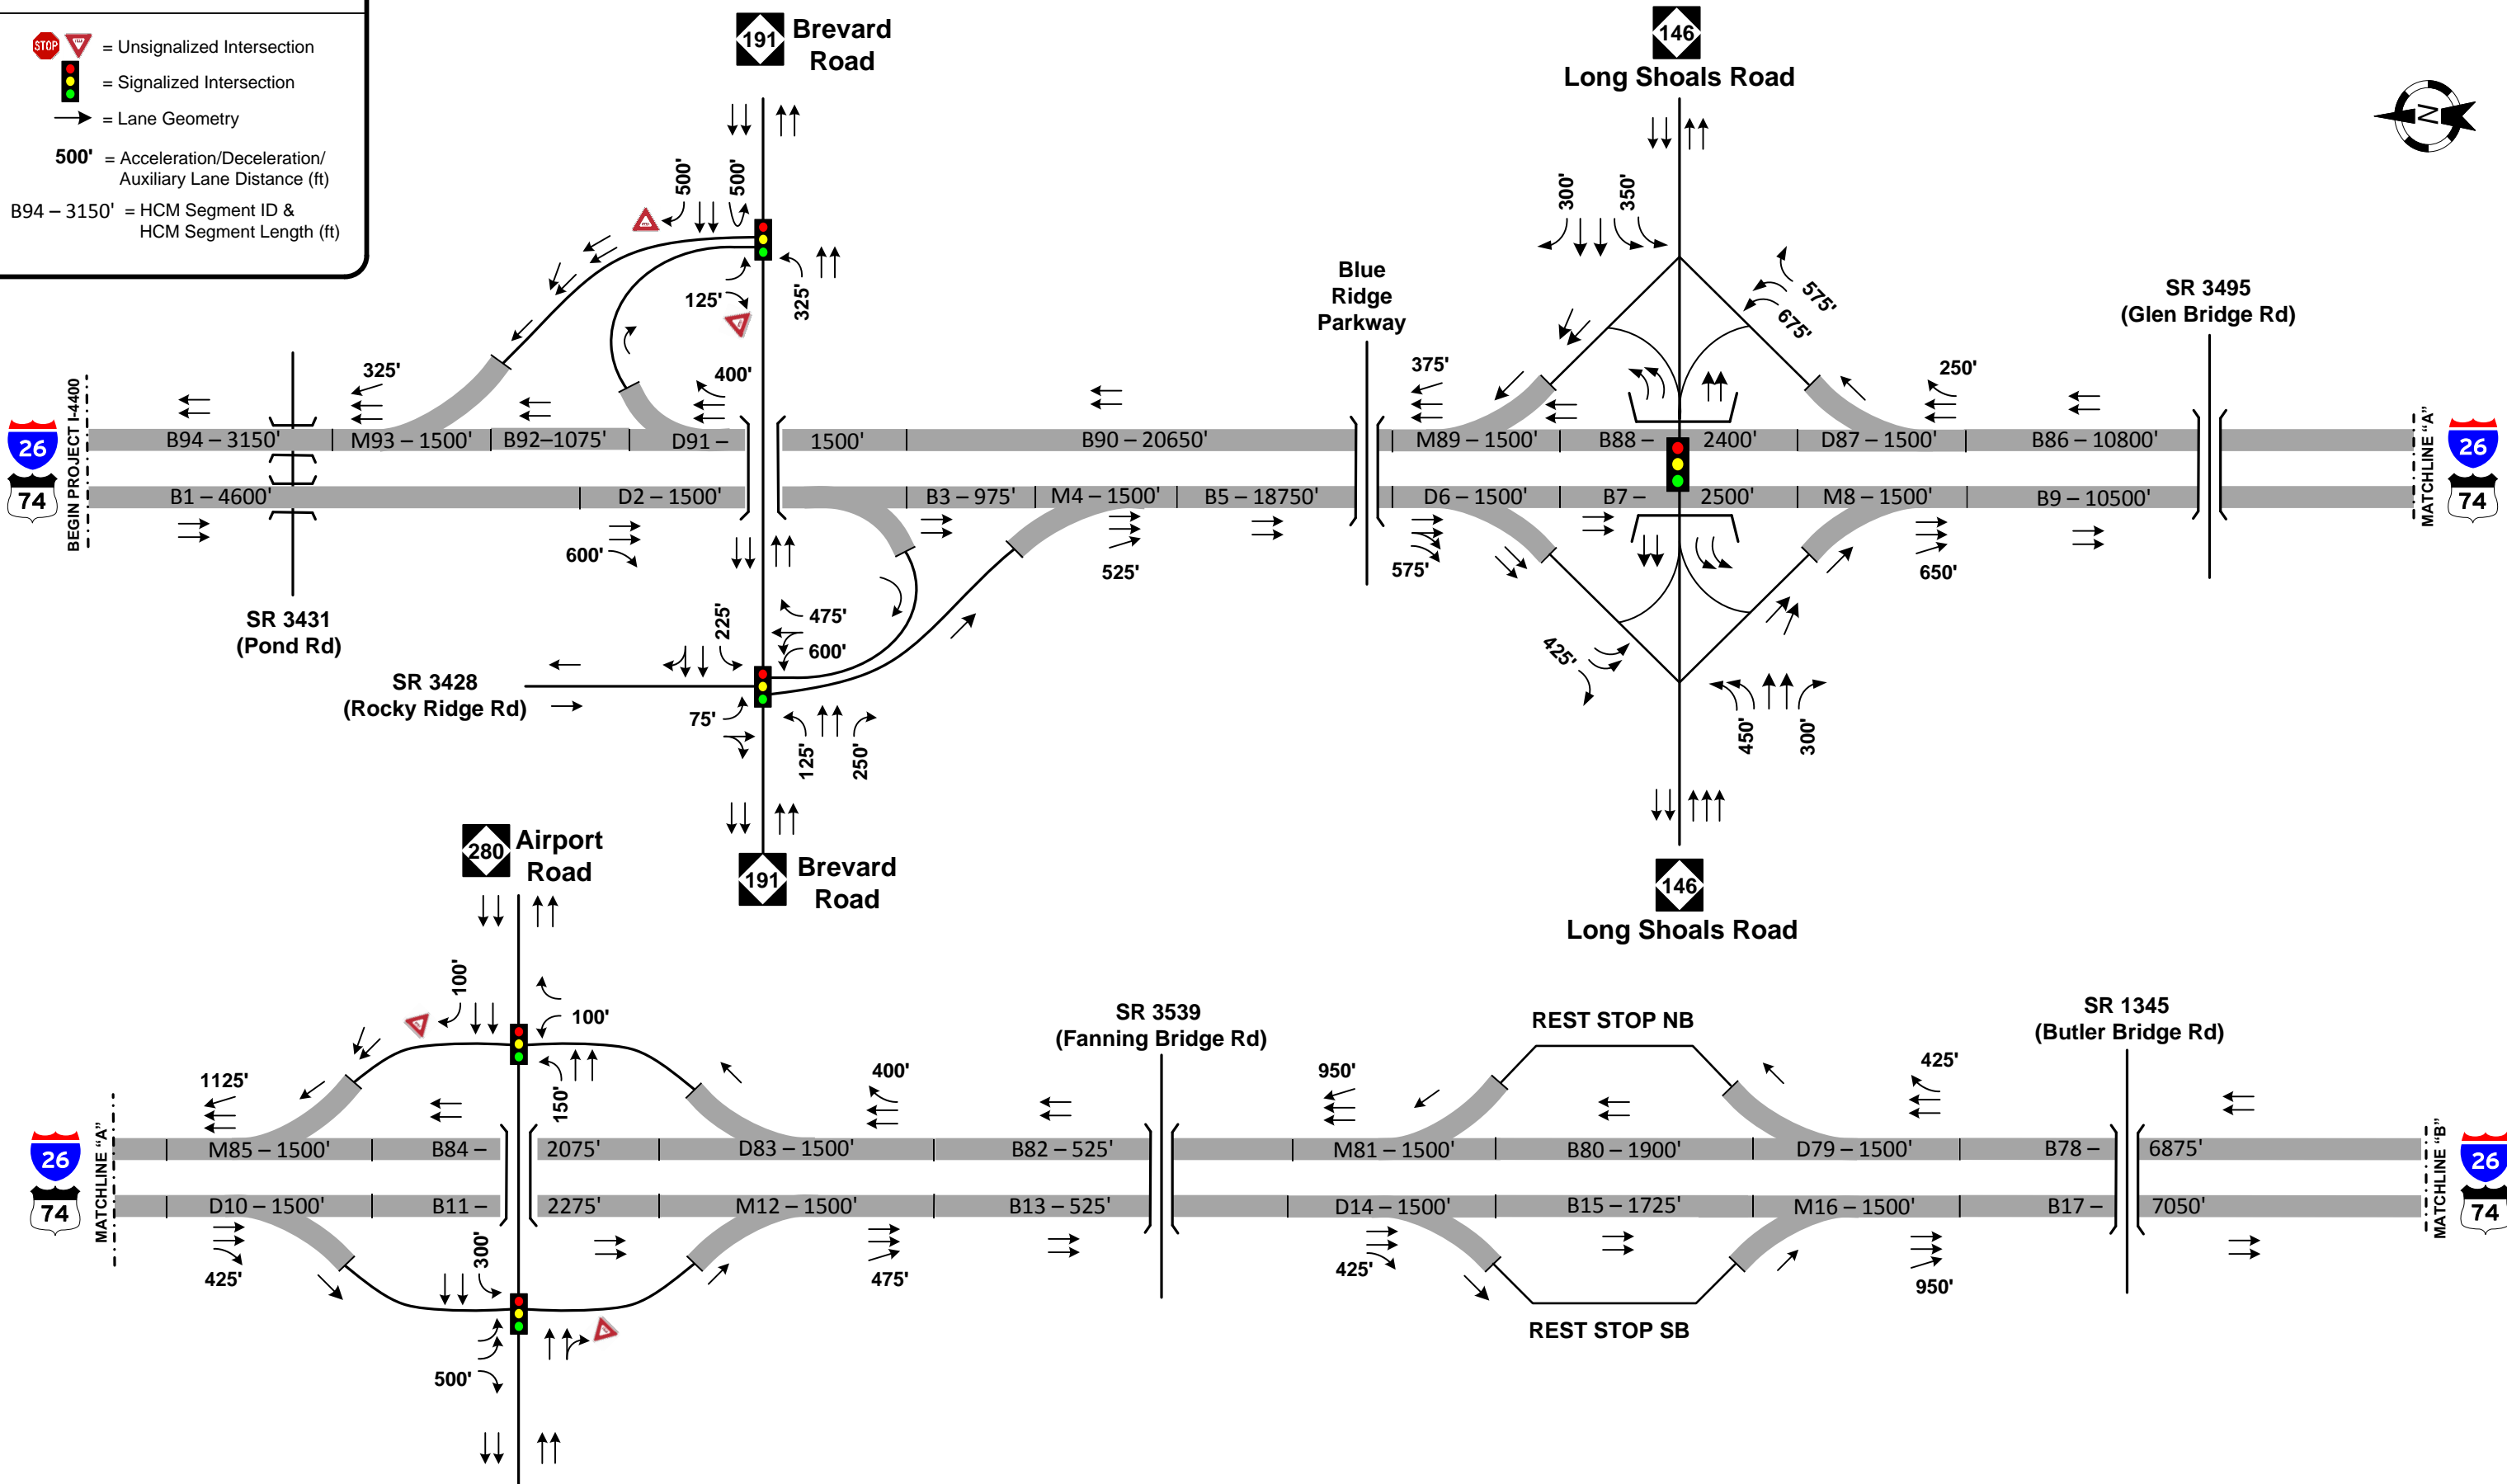 STOP
= Unsignalized Intersection
= Signalized Intersection
= Lane Geometry
500' = Acceleration/Deceleration/
Auxiliary Lane Distance (ft)
B94 – 3150' = HCM Segment ID &
HCM Segment Length (ft)
191
Brevard
Road
146
Long Shoals Road
N
500'
500'
125'
325'
400'
325'
300'
350'
Blue
Ridge
Parkway
575'
675'
SR 3495
(Glen Bridge Rd)
375'
250'
26
74
BEGIN PROJECT I-4400
B94 – 3150'
M93 – 1500'
B92–1075'
D91 –
1500'
B90 – 20650'
M89 – 1500'
B88 –
2400'
D87 – 1500'
B86 – 10800'
MATCHLINE “A”
26
74
B1 – 4600'
D2 – 1500'
B3 – 975'
M4 – 1500'
B5 – 18750'
D6 – 1500'
B7 –
2500'
M8 – 1500'
B9 – 10500'
600'
525'
575'
650'
SR 3431
(Pond Rd)
225'
475'
600'
425'
SR 3428
(Rocky Ridge Rd)
75'
125'
250'
450'
300'
191
Brevard
Road
146
Long Shoals Road
280
Airport
Road
100'
100'
150'
SR 3539
(Fanning Bridge Rd)
REST STOP NB
SR 1345
(Butler Bridge Rd)
1125'
400'
950'
425'
26
74
MATCHLINE “A”
M85 – 1500'
B84 –
2075'
D83 – 1500'
B82 – 525'
M81 – 1500'
B80 – 1900'
D79 – 1500'
B78 –
6875'
MATCHLINE “B”
26
74
D10 – 1500'
B11 –
2275'
M12 – 1500'
B13 – 525'
D14 – 1500'
B15 – 1725'
M16 – 1500'
B17 –
7050'
425'
300'
475'
425'
950'
REST STOP SB
500'